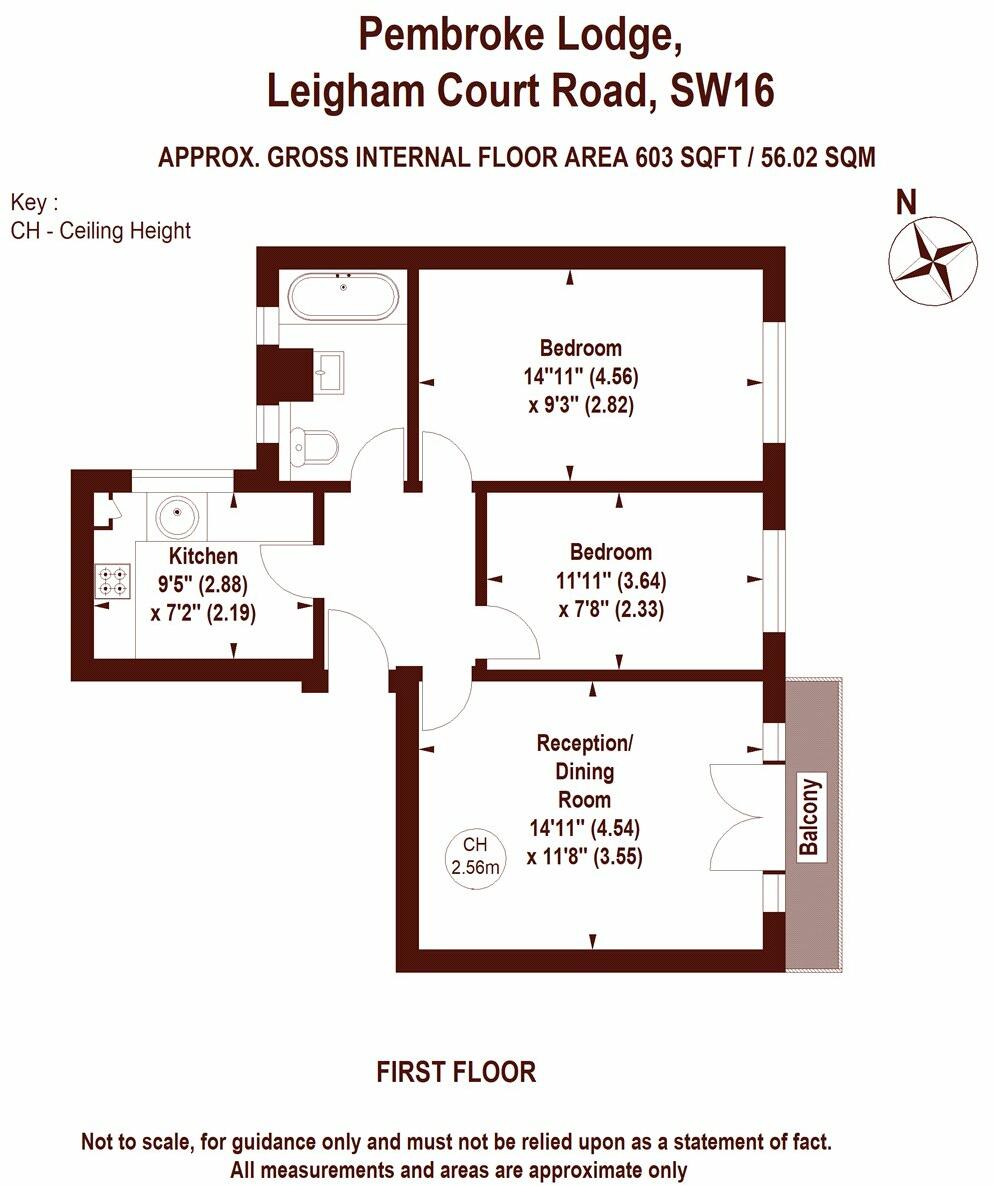 Pembroke Lodge,
Leigham Court Road, SW16
APPROX. GROSS INTERNAL FLOOR AREA 603 SQFT / 56.02 SQM
Key :
CH - Ceiling Height
N
Bedroom
14"11" (4.56)
x 9'3" (2.82)
Kitchen
9'5" (2.88)
x 7'2" (2.19)
Bedroom
11'11" (3.64)
x 7'8" (2.33)
Reception/
Dining
Room
14'11" (4.54)
x 11'8" (3.55)
CH
2.56m
Balcony
FIRST FLOOR
Not to scale, for guidance only and must not be relied upon as a statement of fact.
All measurements and areas are approximate only